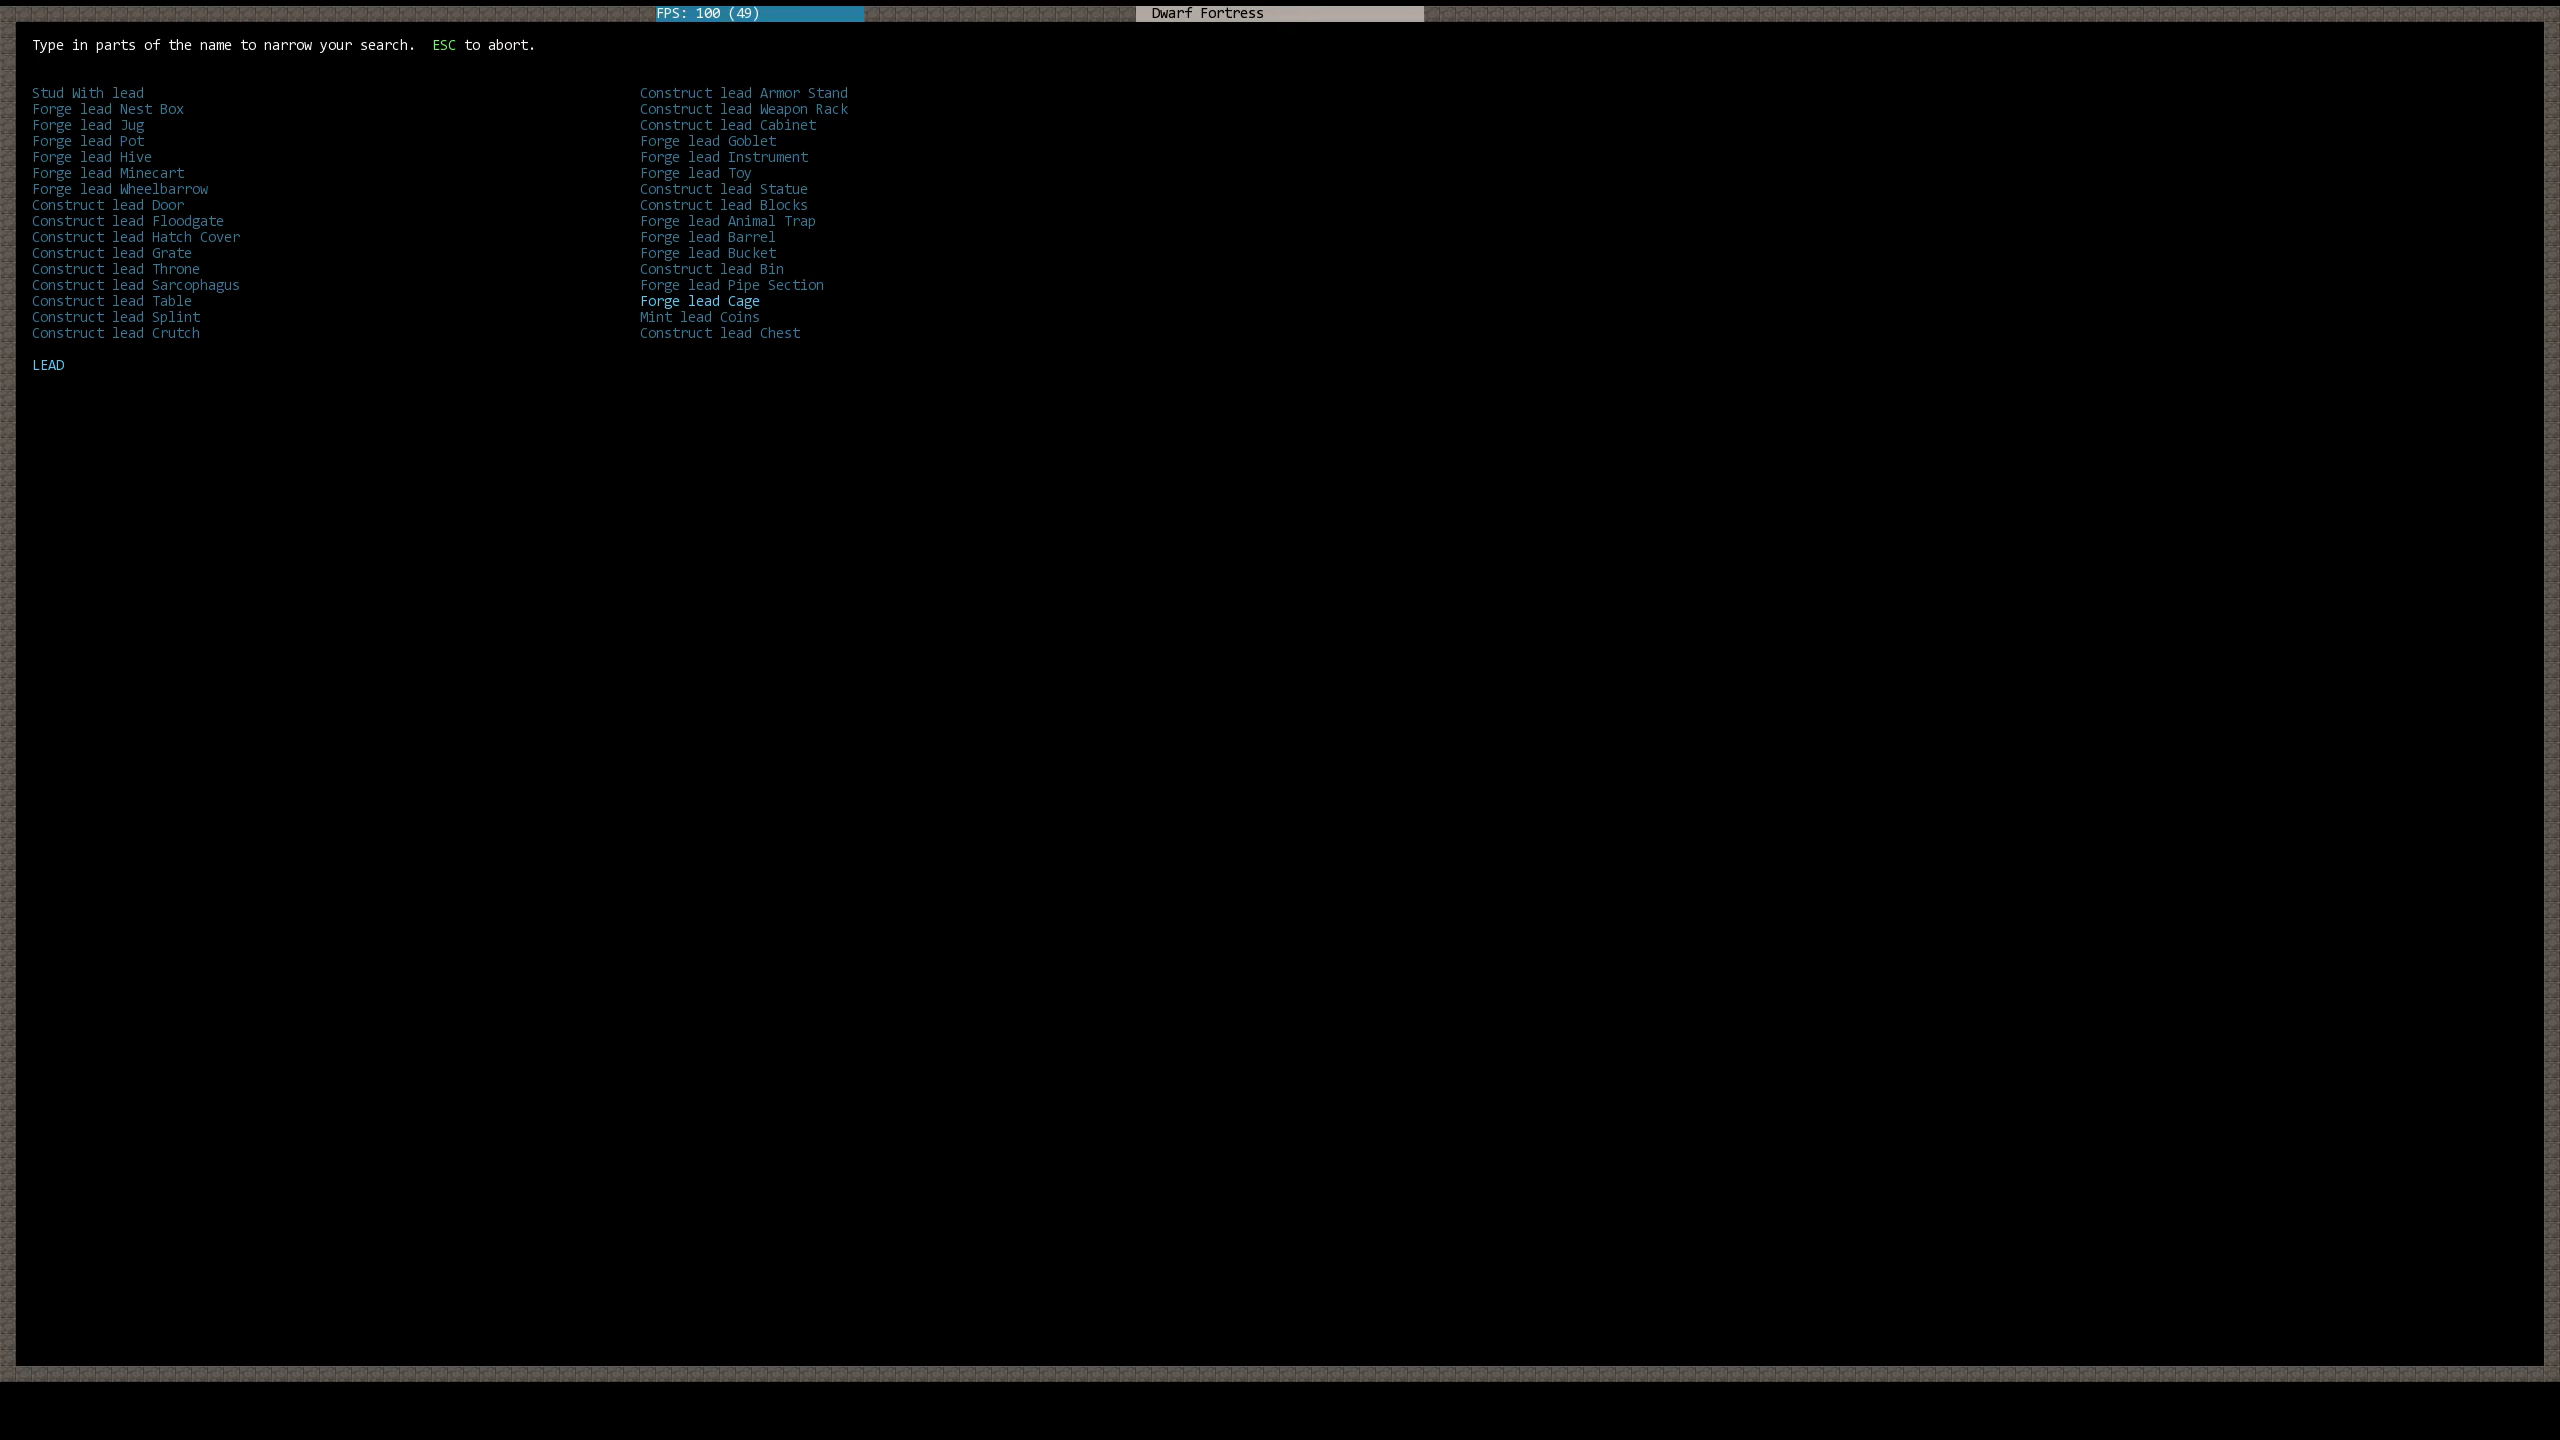 FPS: 100 (49)
Dwarf Fortress
Type in parts of the name to narrow your search.  ESC to abort.
Stud With lead
Forge lead Nest Box
Forge lead Jug
Forge lead Pot
Forge lead Hive
Forge lead Minecart
Forge lead Wheelbarrow
Construct lead Door
Construct lead Floodgate
Construct lead Hatch Cover
Construct lead Grate
Construct lead Throne
Construct lead Sarcophagus
Construct lead Table
Construct lead Splint
Construct lead Crutch
Construct lead Armor Stand
Construct lead Weapon Rack
Construct lead Cabinet
Forge lead Goblet
Forge lead Instrument
Forge lead Toy
Construct lead Statue
Construct lead Blocks
Forge lead Animal Trap
Forge lead Barrel
Forge lead Bucket
Construct lead Bin
Forge lead Pipe Section
Forge lead Cage
Mint lead Coins
Construct lead Chest
LEAD